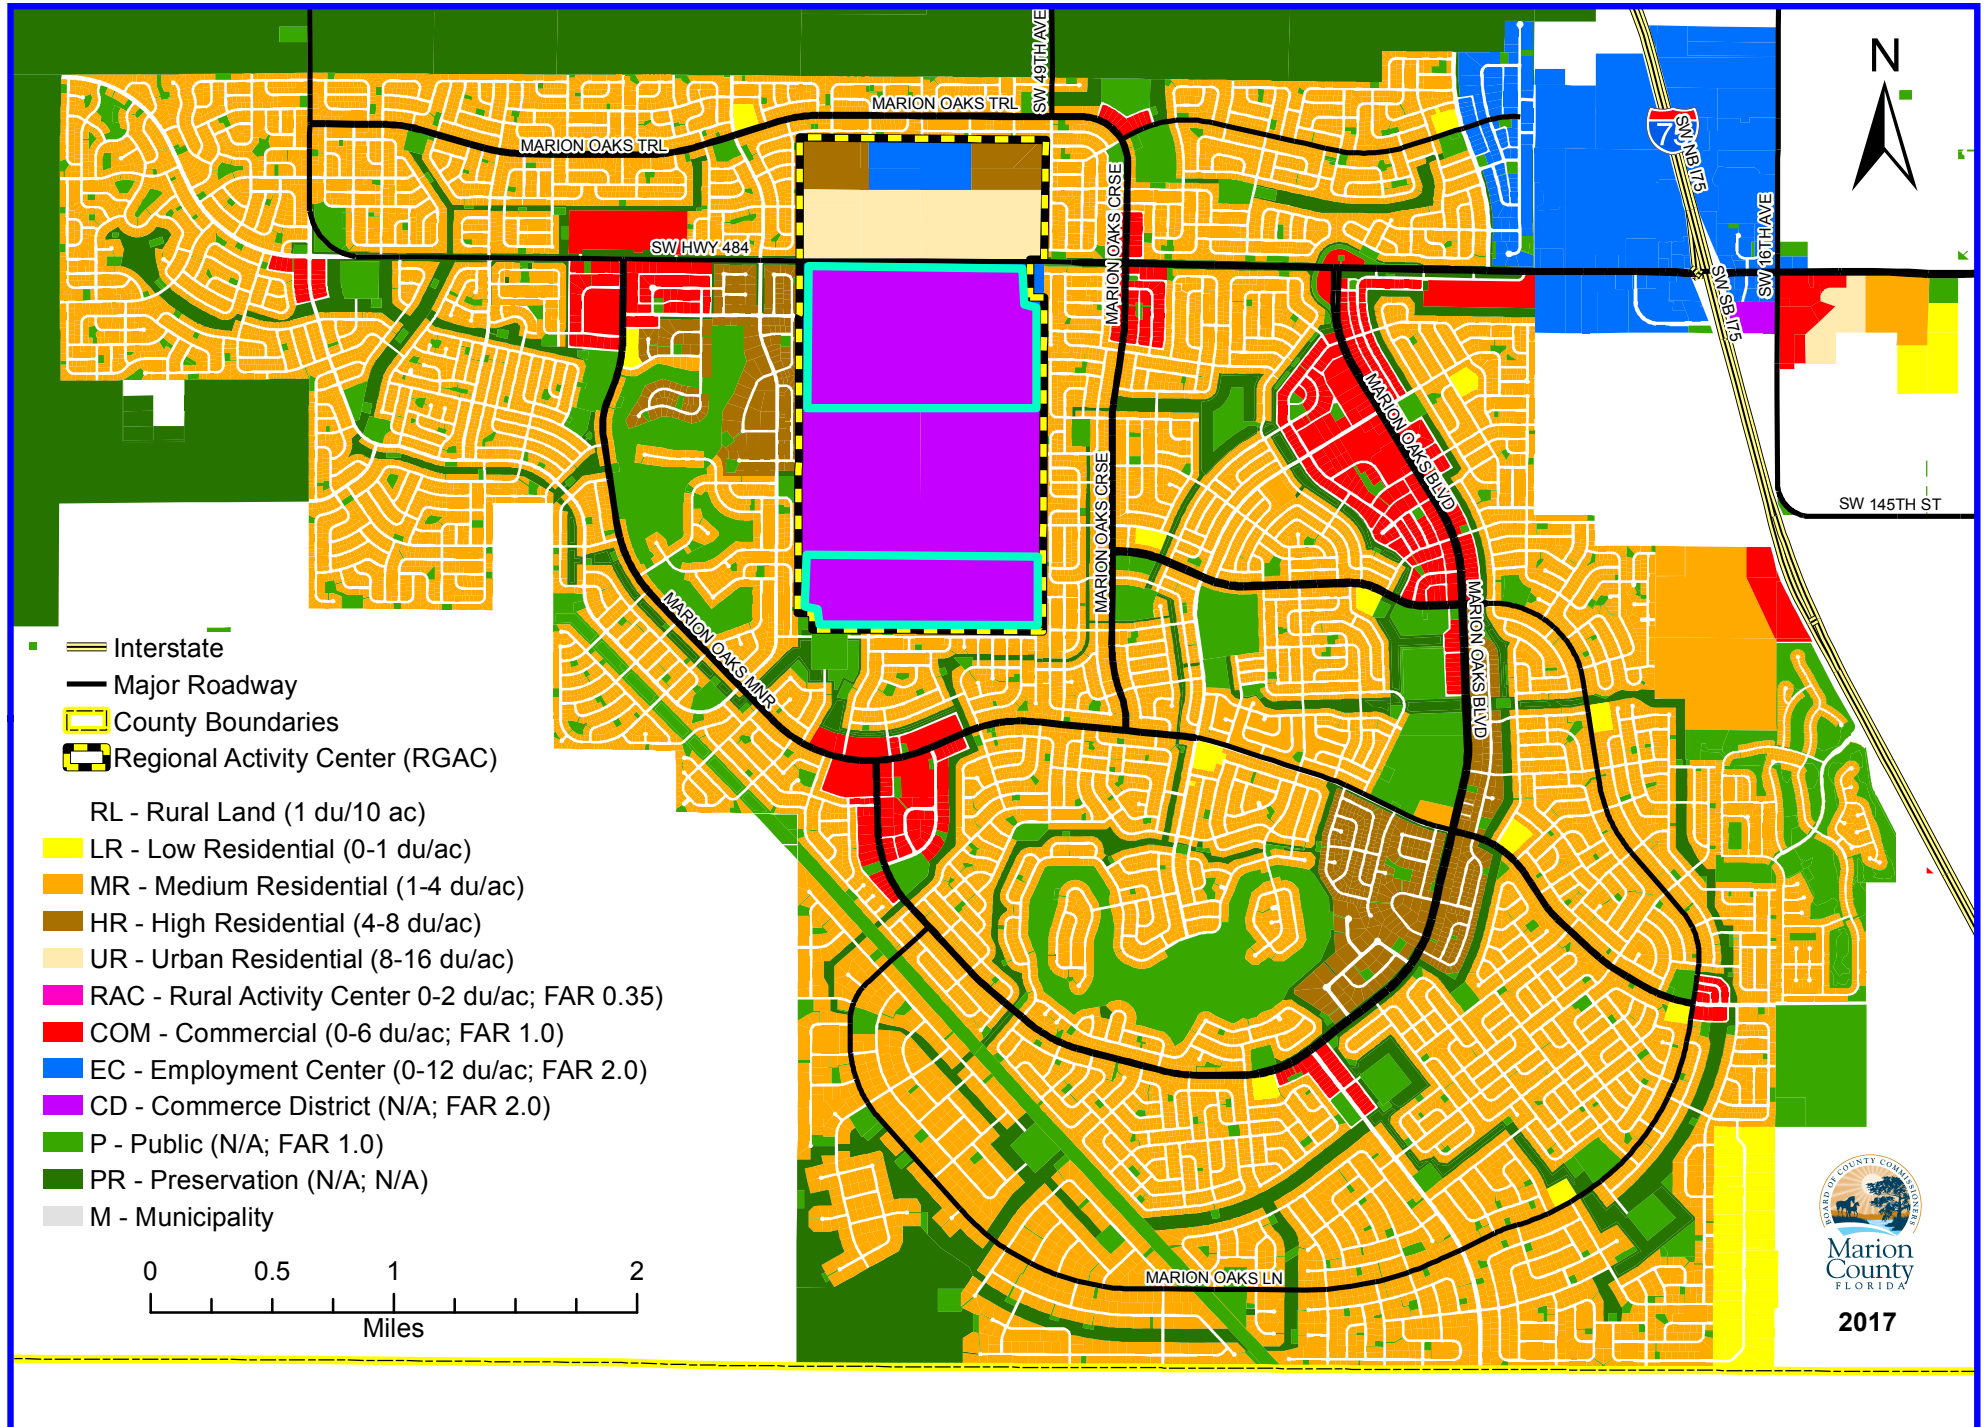 SW 49TH AVE
N
MARION OAKS TRL
MARION OAKS TRL
SW NB I75
7
MARION OAKS CRSE
SW 16TH AVE
SW HWY 484
SW SB I75
MARION OAKS BLVD
MARION OAKS CRSE
SW 145TH ST
MARION OAKS MNR
MARION OAKS BLVD
Interstate
Major Roadway
County Boundaries
Regional Activity Center (RGAC)
RL - Rural Land (1 du/10 ac)
LR - Low Residential (0-1 du/ac)
MR - Medium Residential (1-4 du/ac)
HR - High Residential (4-8 du/ac)
UR - Urban Residential (8-16 du/ac)
RAC - Rural Activity Center 0-2 du/ac; FAR 0.35)
COM - Commercial (0-6 du/ac; FAR 1.0)
EC - Employment Center (0-12 du/ac; FAR 2.0)
CD - Commerce District (N/A; FAR 2.0)
P - Public (N/A; FAR 1.0)
PR - Preservation (N/A; N/A)
M - Municipality
0 0.5 1 2
Miles
MARION OAKS LN
BOARD OF COUNTY COMMISSIONERS
Marion
County
FLORIDA
2017